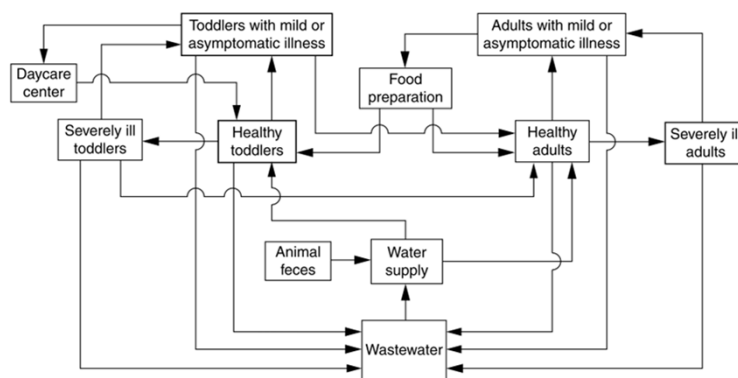 Toddlers with mild or
asymptomatic illness
Adults with mild or
asymptomatic illness
Daycare
center
Food
preparation
Severely ill
toddlers
Healthy
toddlers
Healthy
adults
Severely ill
adults
Animal
feces
Water
supply
Wastewater